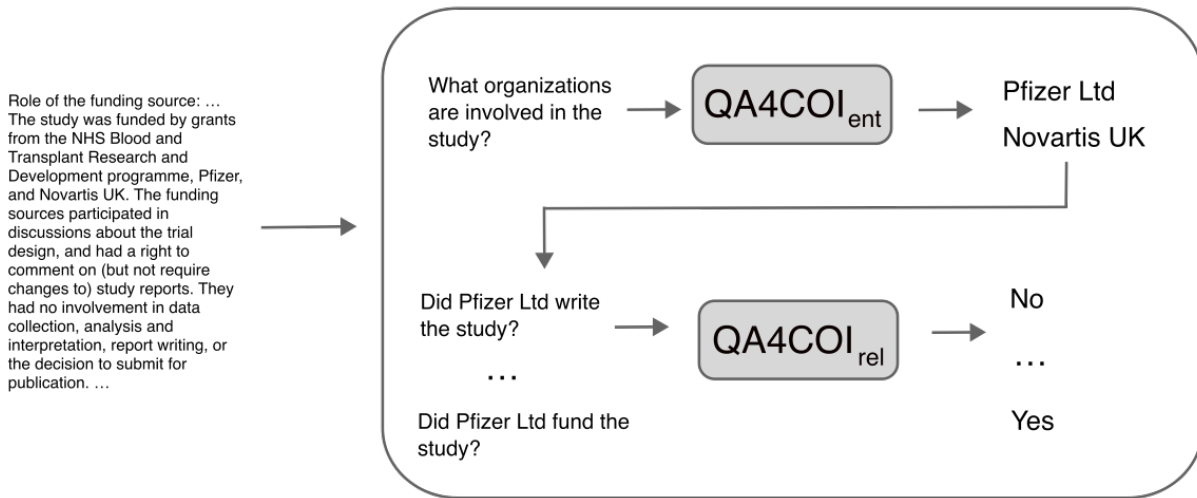 Role of the funding source: …
The study was funded by grants
from the NHS Blood and
Transplant Research and
Development programme, Pfizer,
and Novartis UK. The funding
sources participated in
discussions about the trial
design, and had a right to
comment on (but not require
changes to) study reports. They
had no involvement in data
collection, analysis and
interpretation, report writing, or
the decision to submit for
publication. …
What organizations
are involved in the
study?
QA4COI ent
Pfizer Ltd
Novartis UK
Did Pfizer Ltd write
the study?
…
Did Pfizer Ltd fund the
study?
QA4COI rel
No
…
Yes